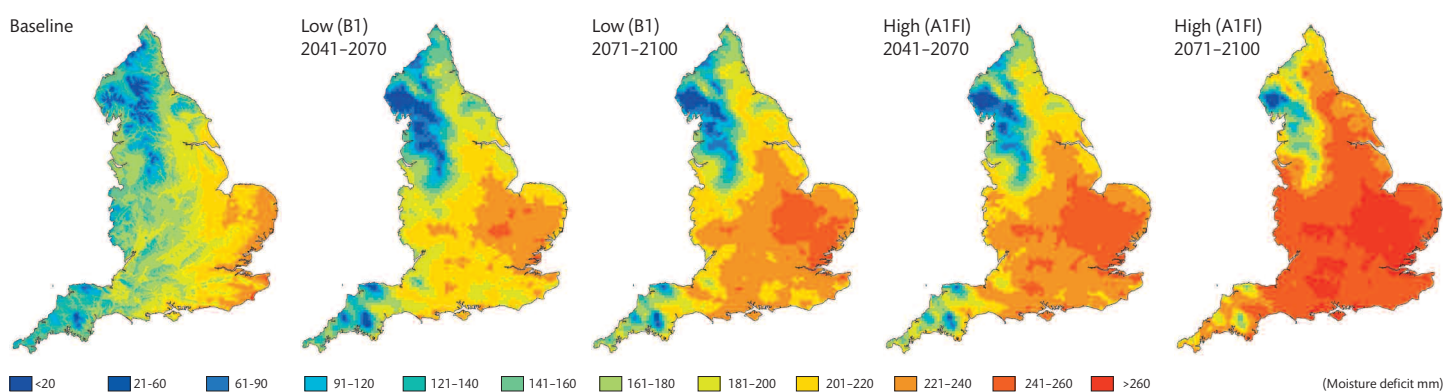 Baseline
Low (B1)
2041–2070
Low (B1)
2071–2100
High (A1FI)
2041–2070
High (A1FI)
2071–2100
<20
21-60
61-90
91-120
121-140
141-160
161-180
181-200
201-220
221-240
241-260
>260
(Moisture deficit mm)